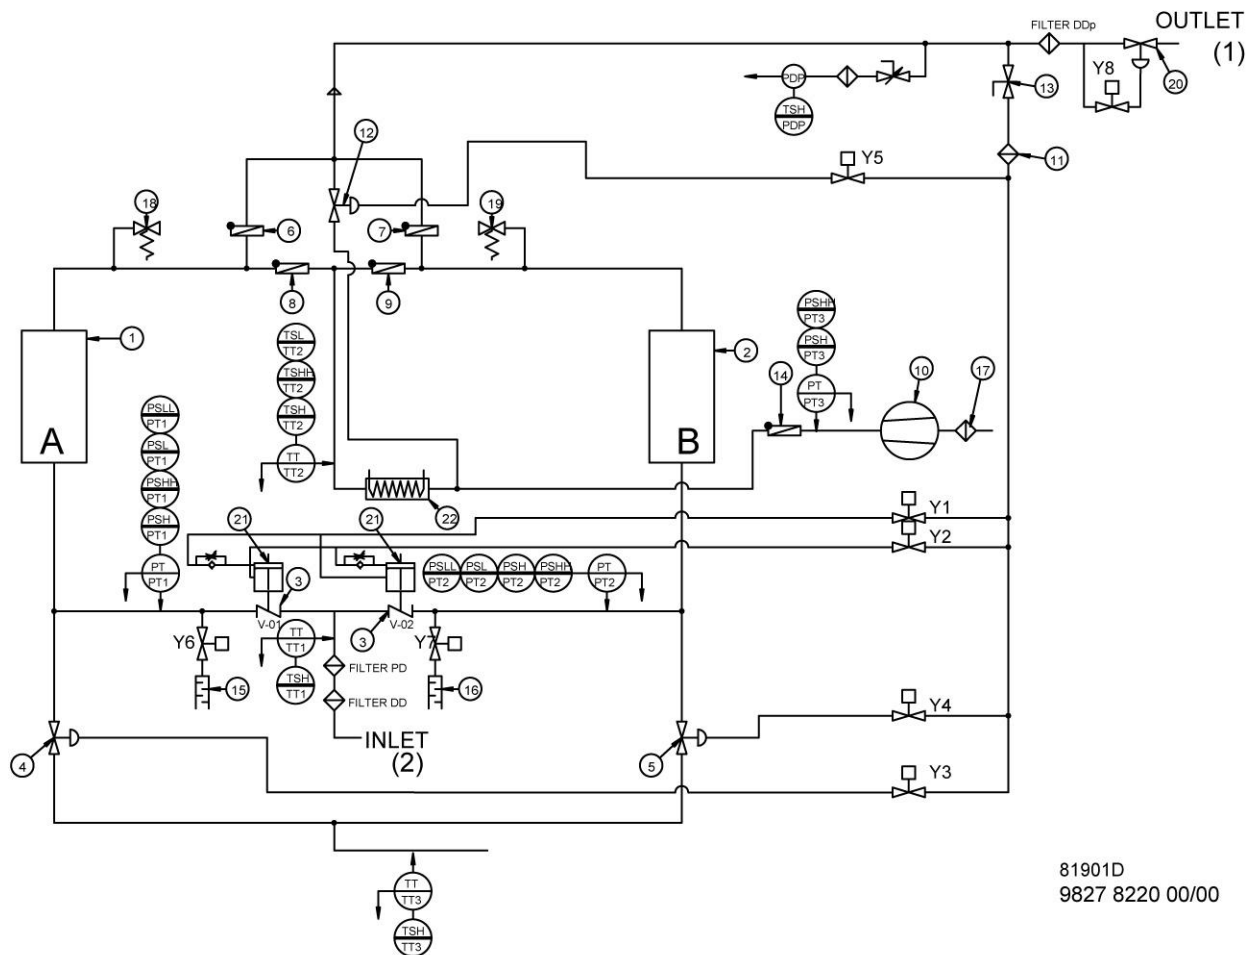 FILTER DDp
OUTLET
(1)
Y8
20
PDP
TSH
PDP
13
12
Y5
11
18
19
6
7
8
9
1
2
TSL
TT2
TSHH
TT2
TSH
TT2
TT
TT2
PSHH
PT3
PSH
PT3
PT
PT3
14
10
17
A
B
PSLL
PT1
PSL
PT1
PSHH
PT1
PSH
PT1
PT
PT1
22
Y1
Y2
21
21
3
PSLL
PT2
PSL
PT2
PSH
PT2
PSHH
PT2
PT
PT2
V-01
V-02
3
Y6
Y7
TT
TT1
TSH
TT1
FILTER PD
FILTER DD
15
16
INLET
(2)
4
5
Y4
Y3
TT
TT3
TSH
TT3
81901D
9827 8220 00/00